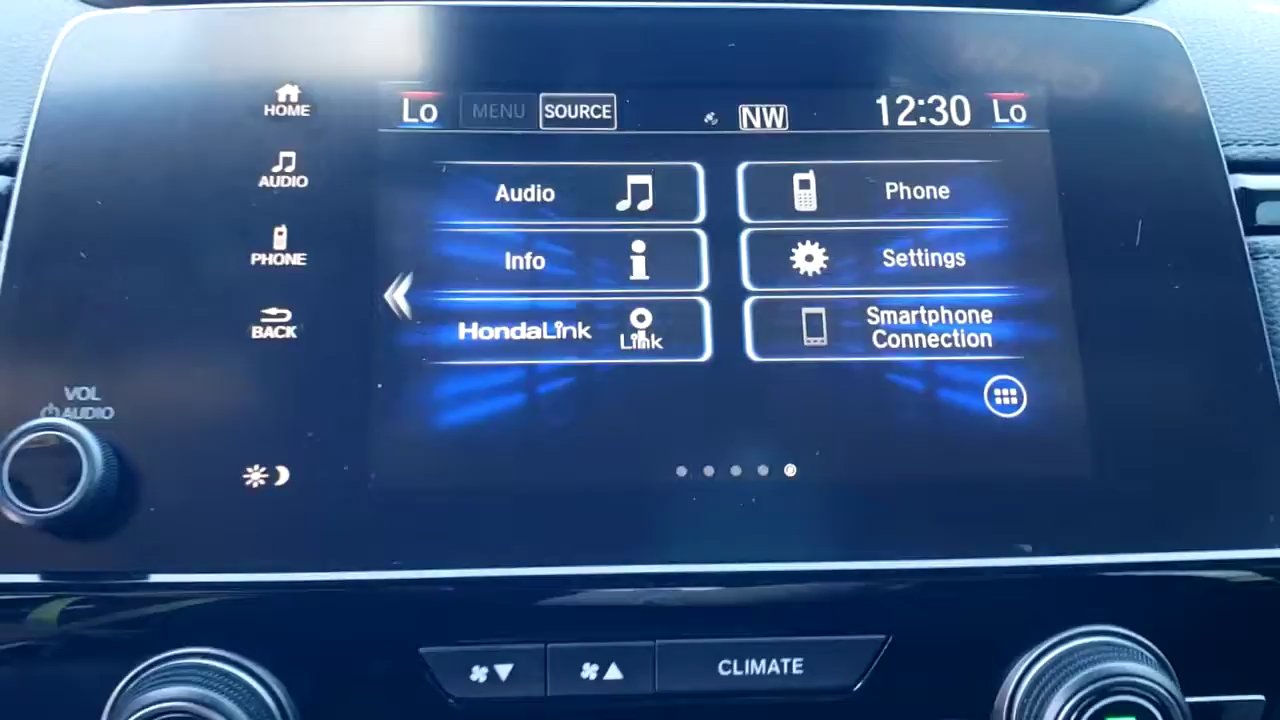 HOME
AUDIO
PHONE
BACK
VOL
AUDIO
Lo MENU SOURCE NW 12:30 Lo
Audio
Phone
Info
Settings
HondaLink Link
Smartphone
Connection
CLIMATE